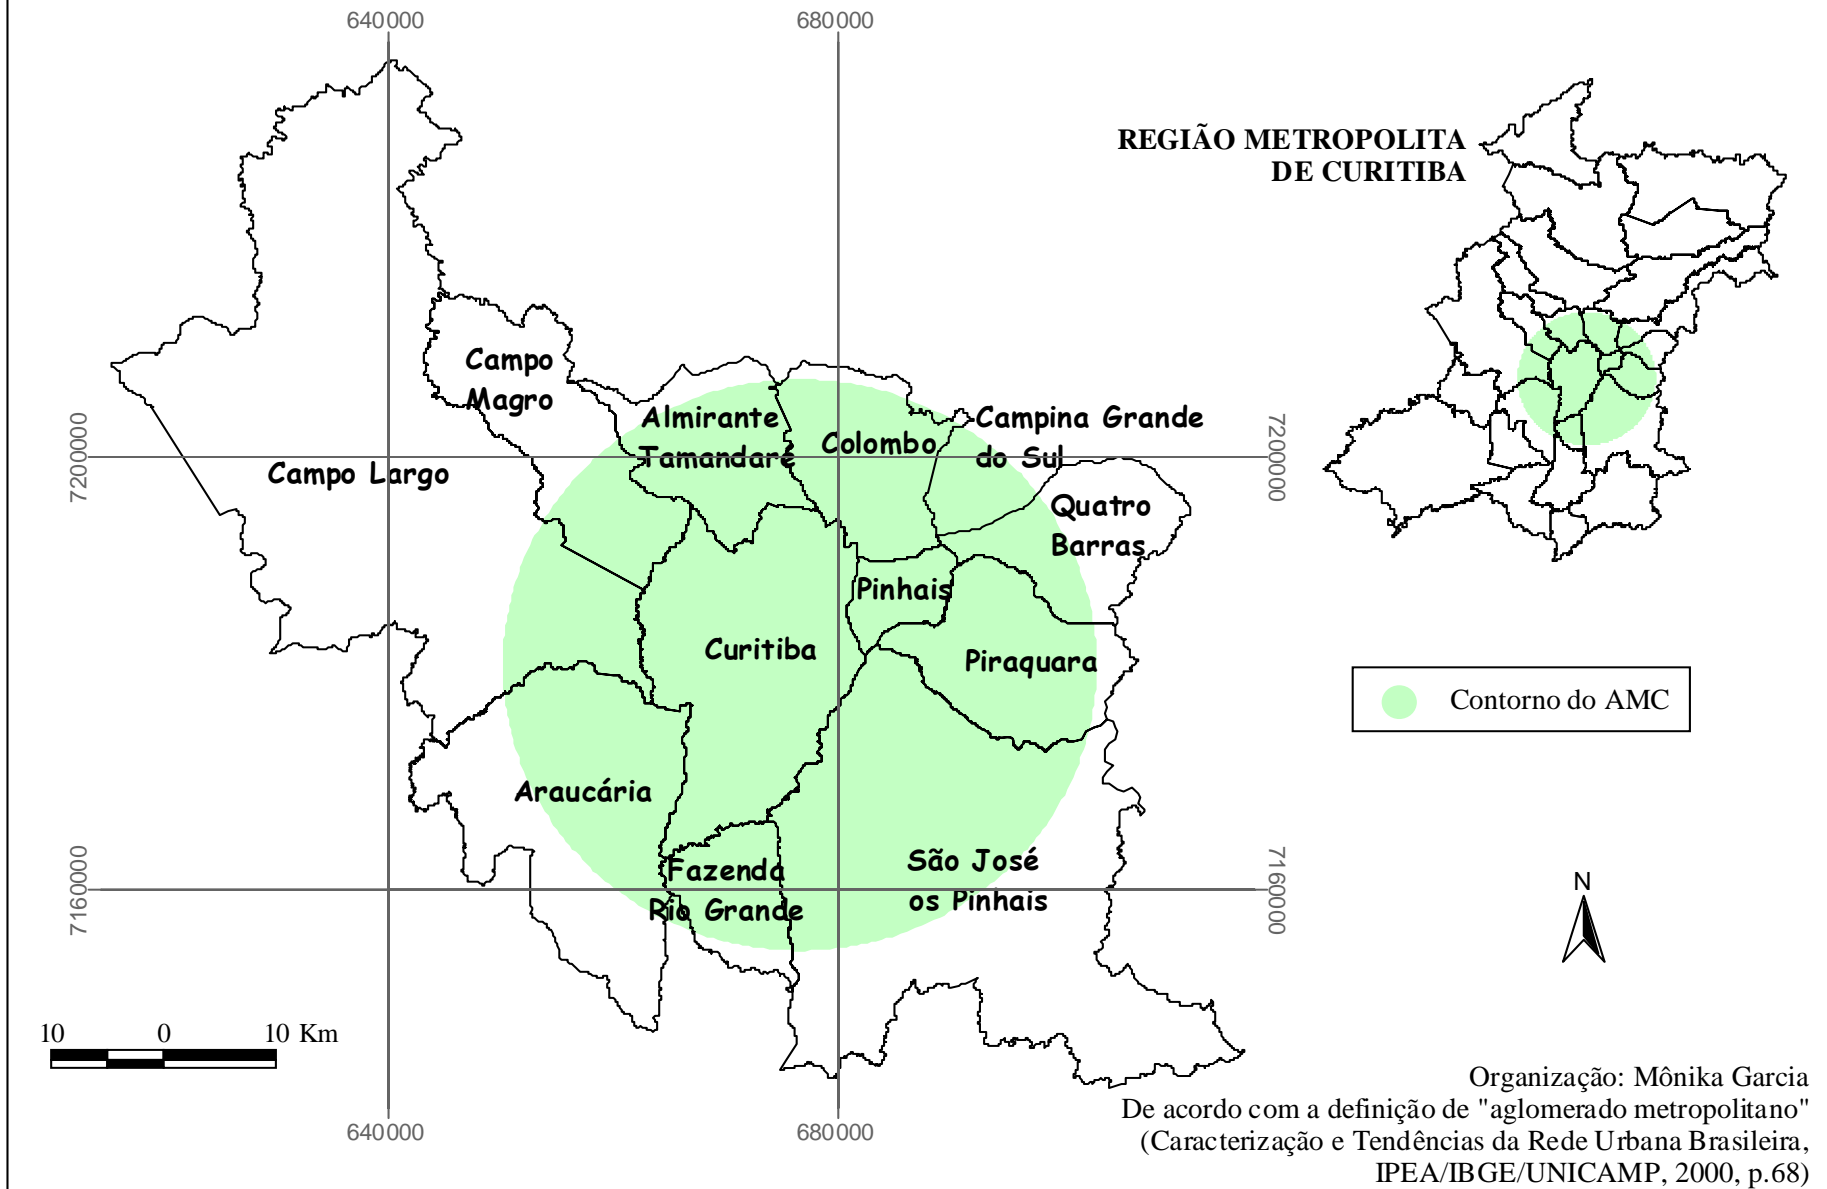 640000
680000
REGIÃO METROPOLITA
DE CURITIBA
Campo
Magro
Almirante
Tamandaré
Colombo
Campina Grande
do Sul
7200000
7200000
Campo Largo
Quatro
Barras
Pinhais
Curitiba
Piraquara
Contorno do AMC
Araucária
Fazenda
Rio Grande
São José
os Pinhais
7160000
7160000
N
10 0 10 Km
Organização: Mônika Garcia
De acordo com a definição de "aglomerado metropolitano"
(Caracterização e Tendências da Rede Urbana Brasileira,
IPEA/IBGE/UNICAMP, 2000, p.68)
640000
680000